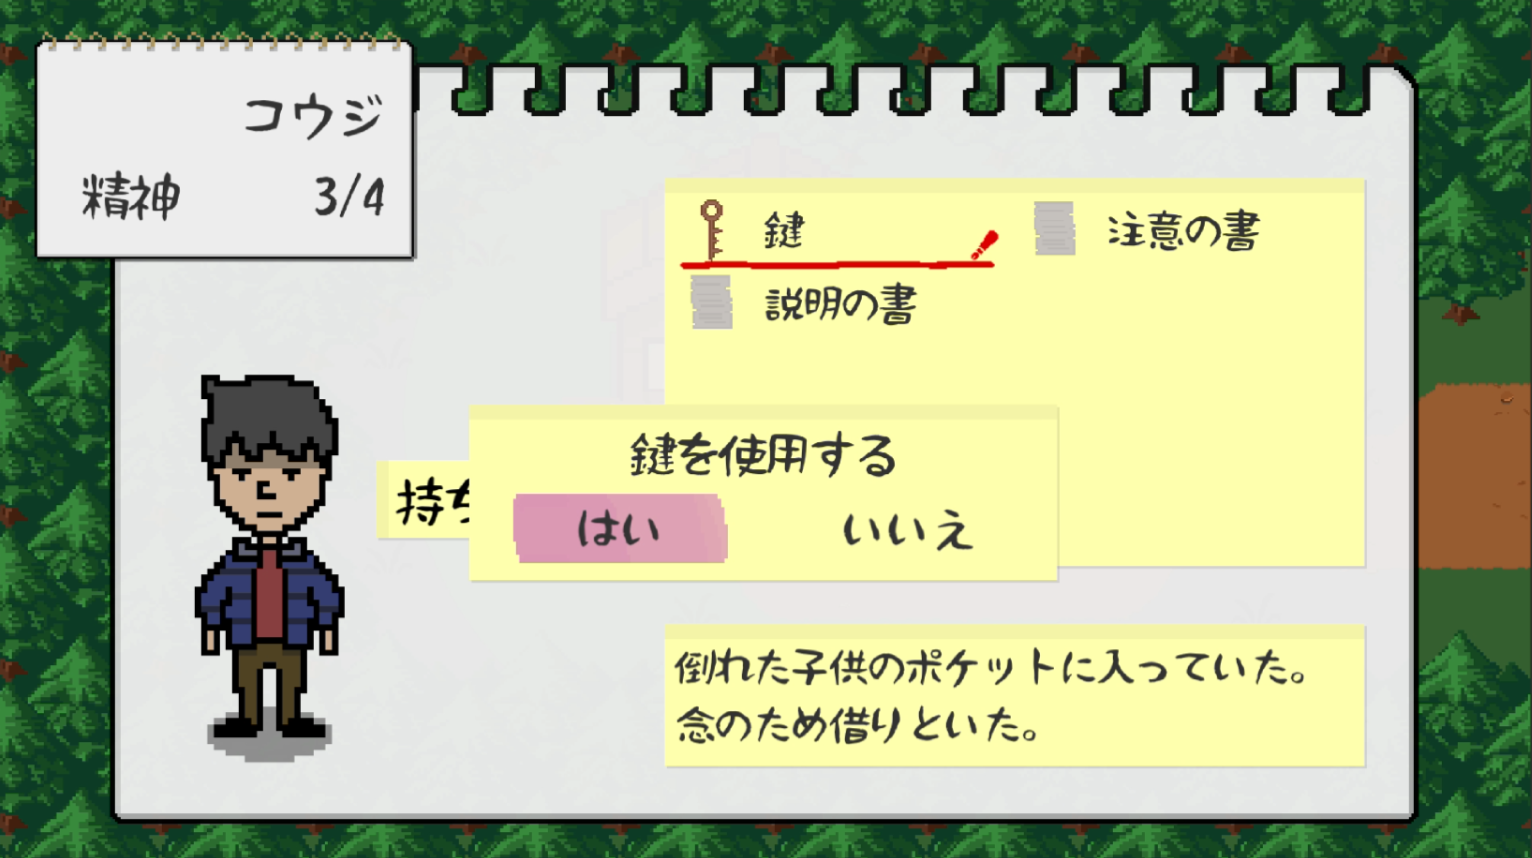 コウジ
精神 3/4
鍵 注意の書
説明の書
鍵を使用する
持ち
はい いいえ
倒れた子供のポケットに入っていた。
念のため借りといた。